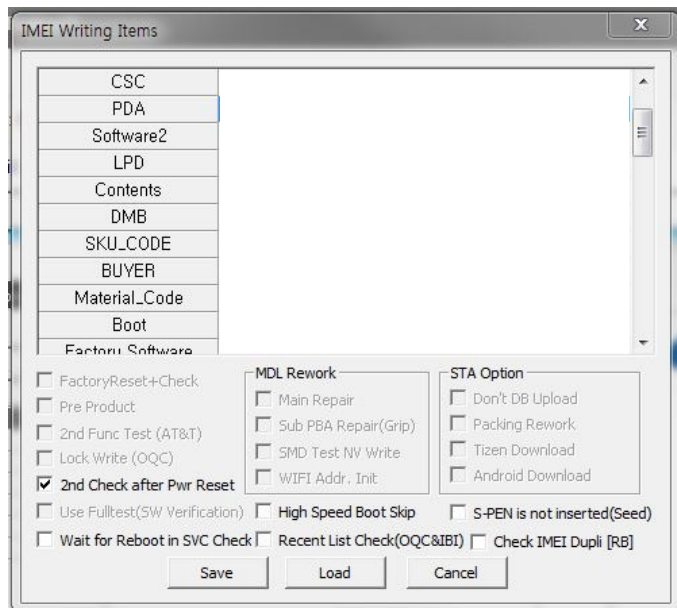 IMEI Writing Items
CSC
PDA
Software2
LPD
Contents
DMB
SKU_CODE
BUYER
Material_Code
Boot
Factory Software
FactoryReset+Check
Pre Product
2nd Func Test (AT&T)
Lock Write (OQC)
2nd Check after Pwr Reset
MDL Rework
Main Repair
Sub PBA Repair(Grip)
SMD Test NV Write
WIFI Addr. Init
STA Option
Don't DB Upload
Packing Rework
Tizen Download
Android Download
Use Fulltest(SW Verification)
High Speed Boot Skip
S-PEN is not inserted(Seed)
Wait for Reboot in SVC Check
Recent List Check(OQC&IBI)
Check IMEI Dupli [RB]
Save
Load
Cancel